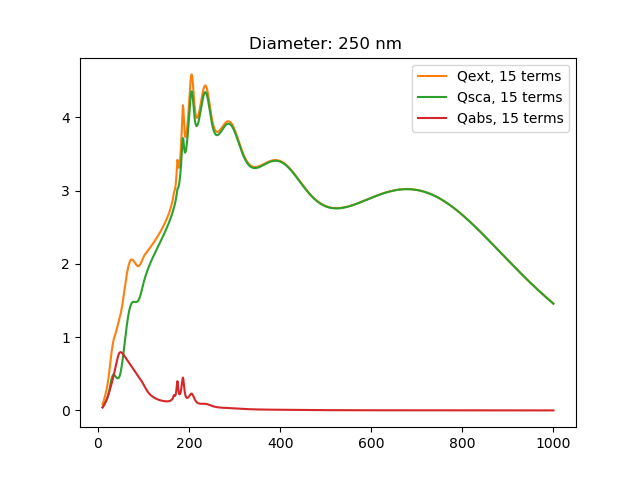 Diameter: 250 nm
Qext, 15 terms
Qsca, 15 terms
Qabs, 15 terms
4
3
2
1
0
0 200 400 600 800 1000